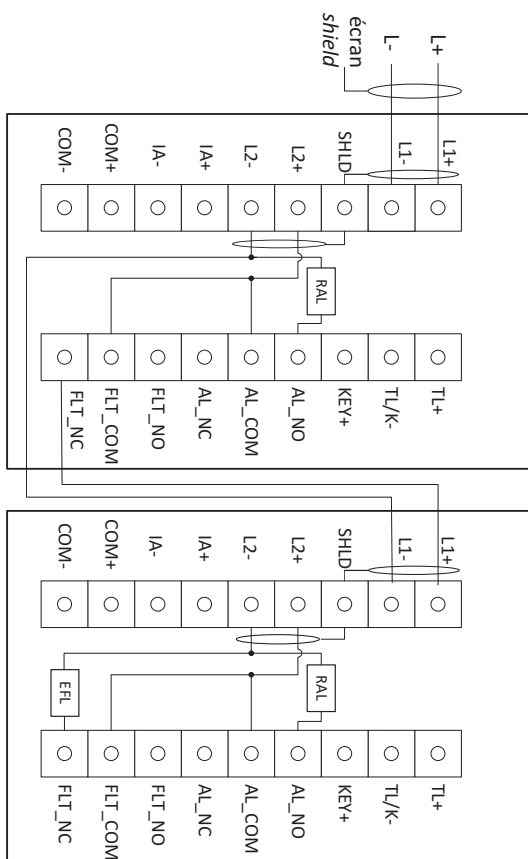 L+
L-
écran
shield
L1+
L1-
SHLD
L2+
L2-
IA+
IA-
COM+
COM-
RAL
TL+
TL/K-
KEY+
AL_NO
AL_COM
AL_NC
FLT_NO
FLT_COM
FLT_NC
L1+
L1-
SHLD
L2+
L2-
IA+
IA-
COM+
COM-
RAL
EFL
TL+
TL/K-
KEY+
AL_NO
AL_COM
AL_NC
FLT_NO
FLT_COM
FLT_NC